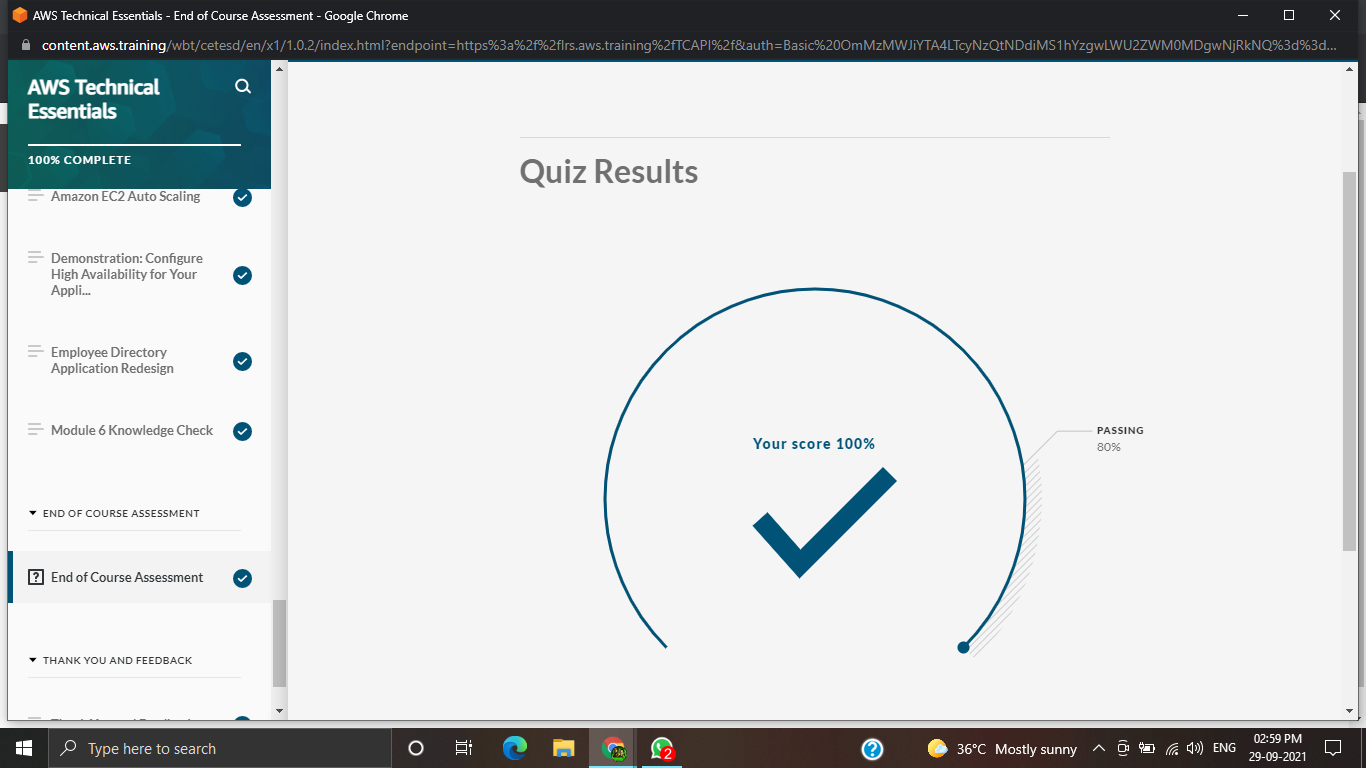 AWS Technical Essentials - End of Course Assessment - Google Chrome
content.aws.training/wbt/cetesd/en/x1/1.0.2/index.html?endpoint=https%3a%2f%2flrs.aws.training%2fTCAPI%2f&auth=Basic%20OmMzMWJiYTA4LTcyNzQtNDdiMS1hYzgwLWU2ZWM0MDgwNjRkNQ%3d%3d...
AWS Technical
Essentials
100% COMPLETE
Amazon EC2 Auto Scaling
Demonstration: Configure
High Availability for Your
Appli...
Employee Directory
Application Redesign
Module 6 Knowledge Check
END OF COURSE ASSESSMENT
End of Course Assessment
THANK YOU AND FEEDBACK
Quiz Results
Your score 100%
PASSING
80%
Type here to search
2
36°C Mostly sunny
ENG
02:59 PM
29-09-2021